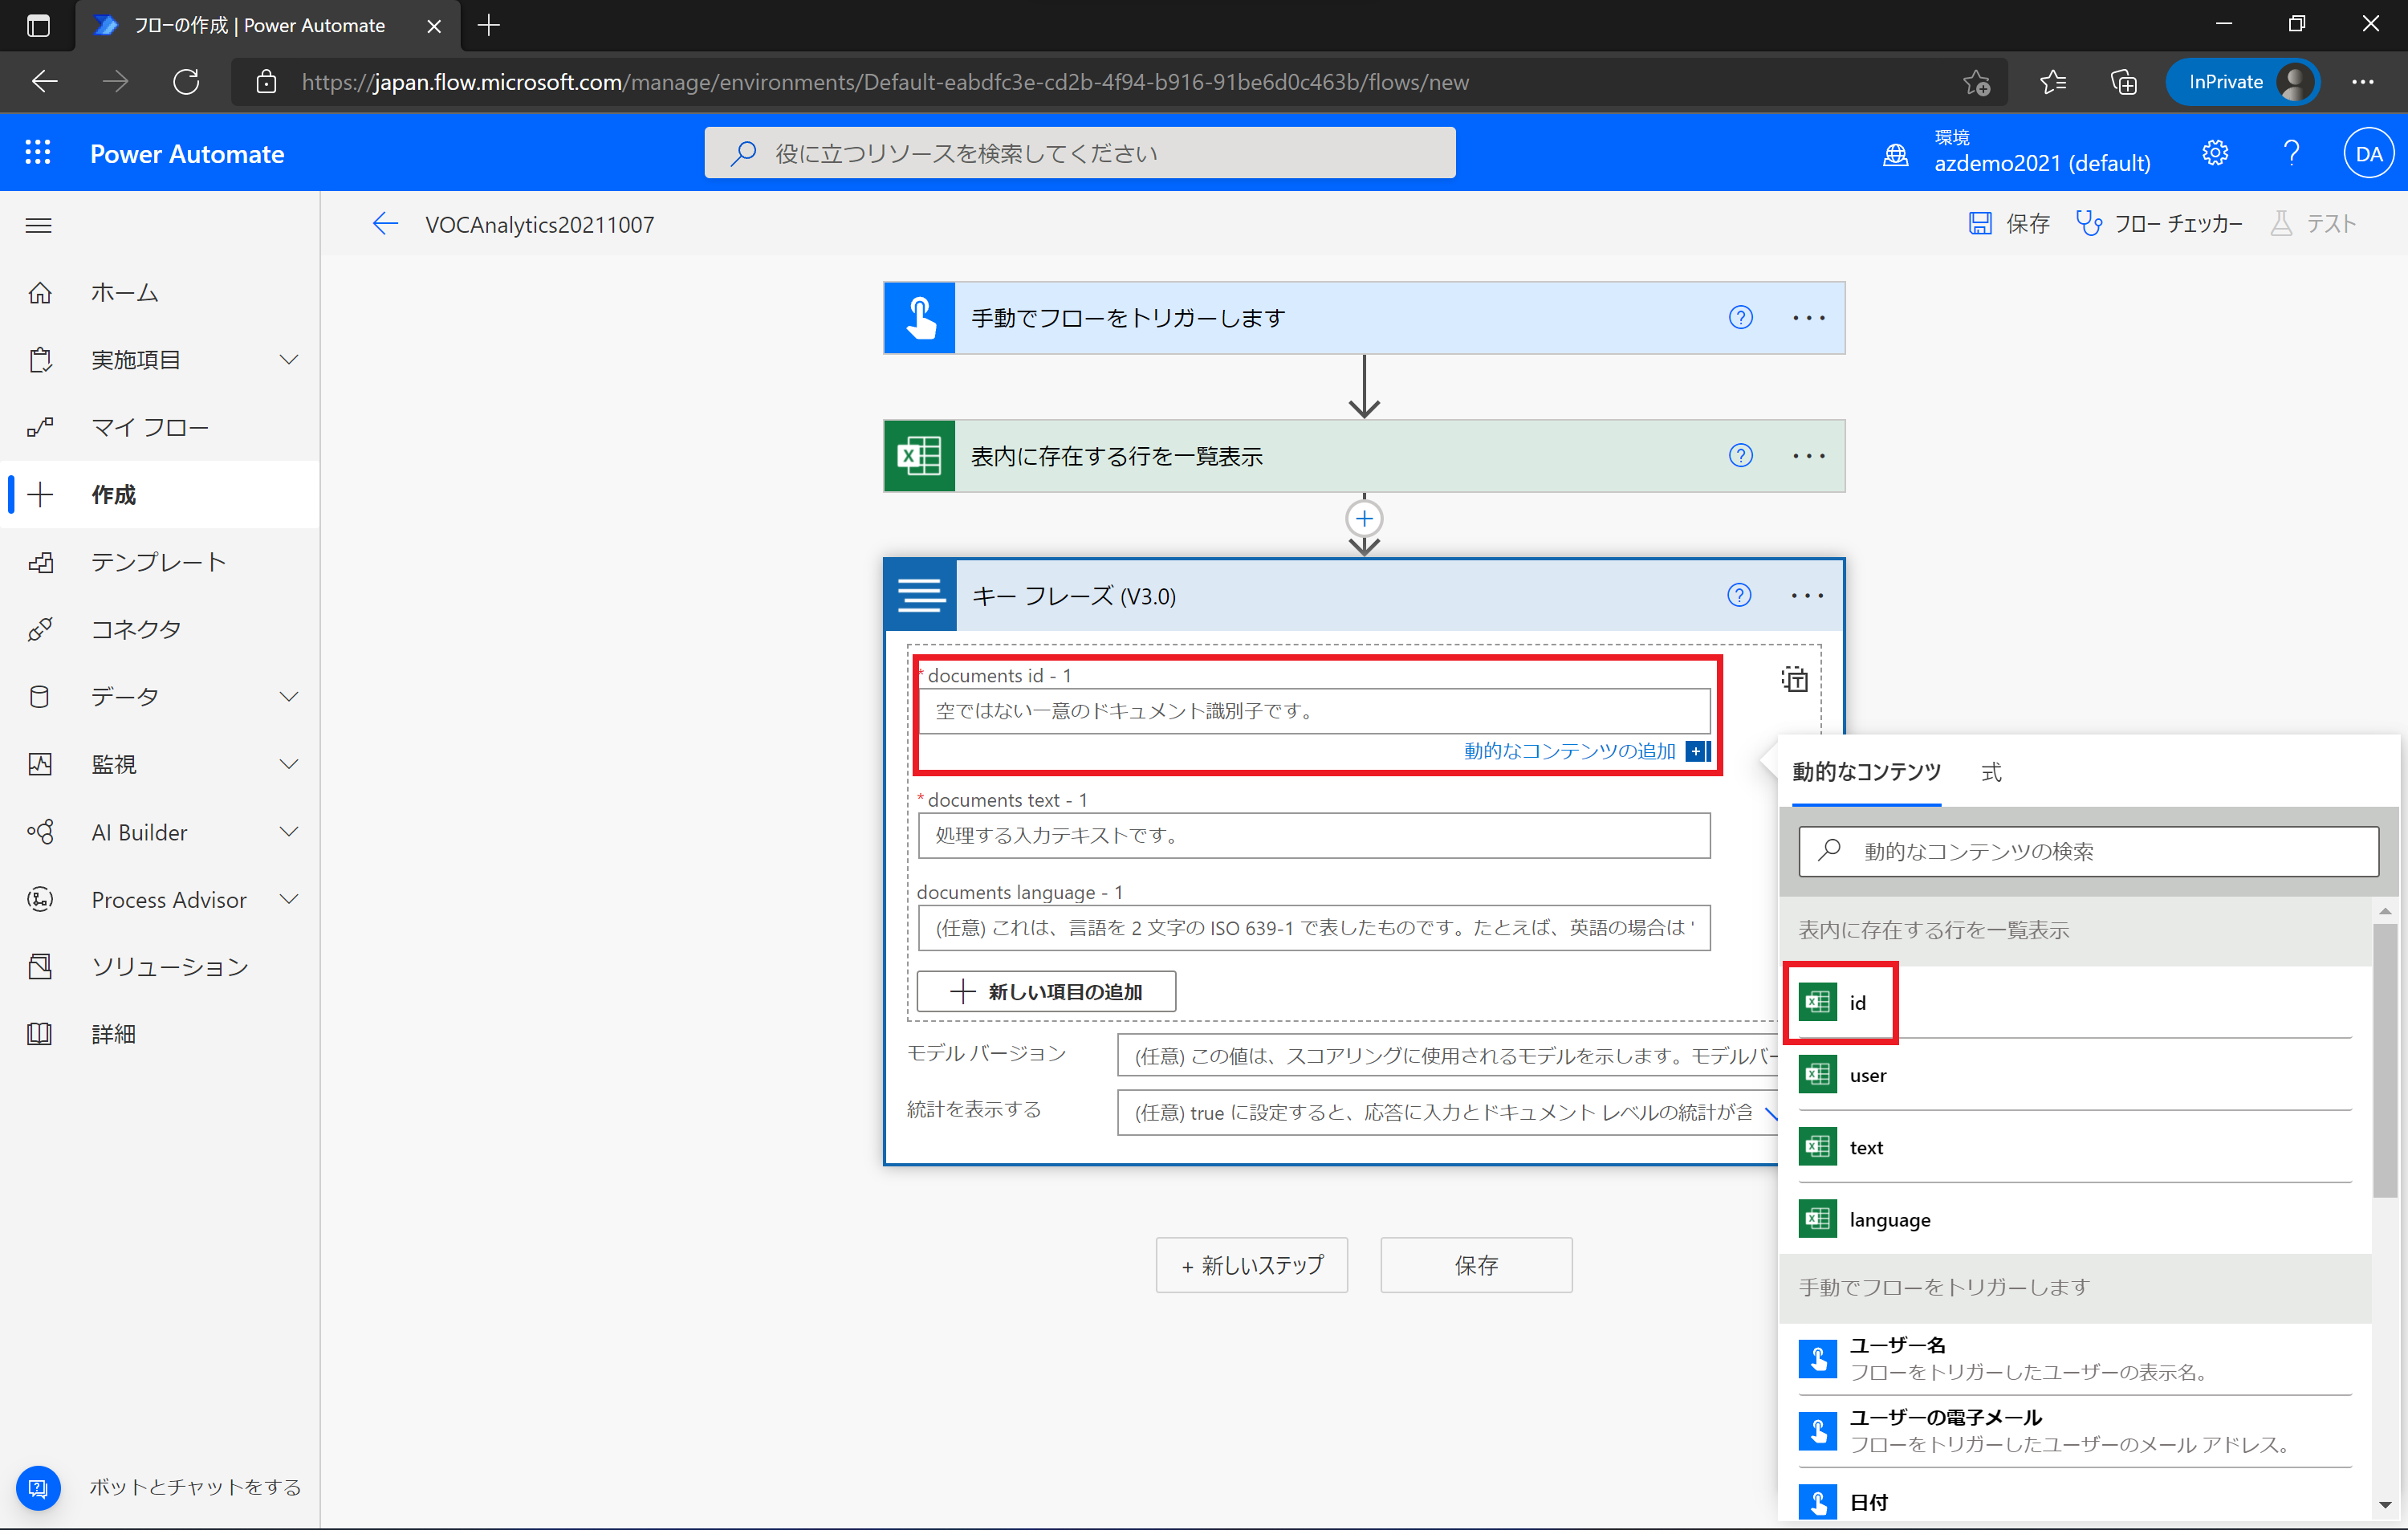 フローの作成 | Power Automate
https://japan.flow.microsoft.com/manage/environments/Default-eabdfc3e-cd2b-4f94-b916-91be6d0c463b/flows/new
InPrivate
Power Automate
役に立つリソースを検索してください
環境
azdemo2021 (default)
DA
VOCAnalytics20211007
保存
フロー チェッカー
テスト
ホーム
実施項目
マイ フロー
作成
テンプレート
コネクタ
データ
監視
AI Builder
Process Advisor
ソリューション
詳細
ボットとチャットをする
手動でフローをトリガーします
表内に存在する行を一覧表示
キー フレーズ (V3.0)
* documents id - 1
空ではない一意のドキュメント識別子です。
動的なコンテンツの追加
* documents text - 1
処理する入力テキストです。
documents language - 1
(任意) これは、言語を 2 文字の ISO 639-1 で表したものです。たとえば、英語の場合は '
新しい項目の追加
モデル バージョン
(任意) この値は、スコアリングに使用されるモデルを示します。モデルバー
統計を表示する
(任意) true に設定すると、応答に入力とドキュメント レベルの統計が含
+ 新しいステップ
保存
動的なコンテンツ
式
動的なコンテンツの検索
表内に存在する行を一覧表示
id
user
text
language
手動でフローをトリガーします
ユーザー名
フローをトリガーしたユーザーの表示名。
ユーザーの電子メール
フローをトリガーしたユーザーのメール アドレス。
日付